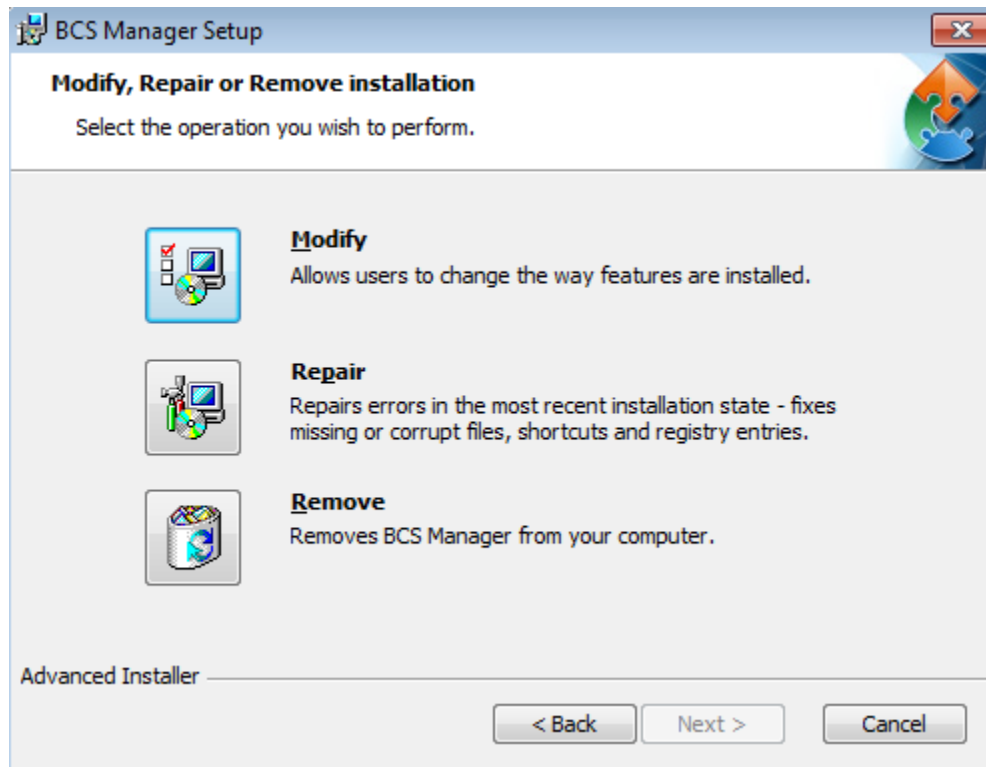 BCS Manager Setup
Modify, Repair or Remove installation
Select the operation you wish to perform.
Modify
Allows users to change the way features are installed.
Repair
Repairs errors in the most recent installation state - fixes
missing or corrupt files, shortcuts and registry entries.
Remove
Removes BCS Manager from your computer.
Advanced Installer
< Back Next > Cancel